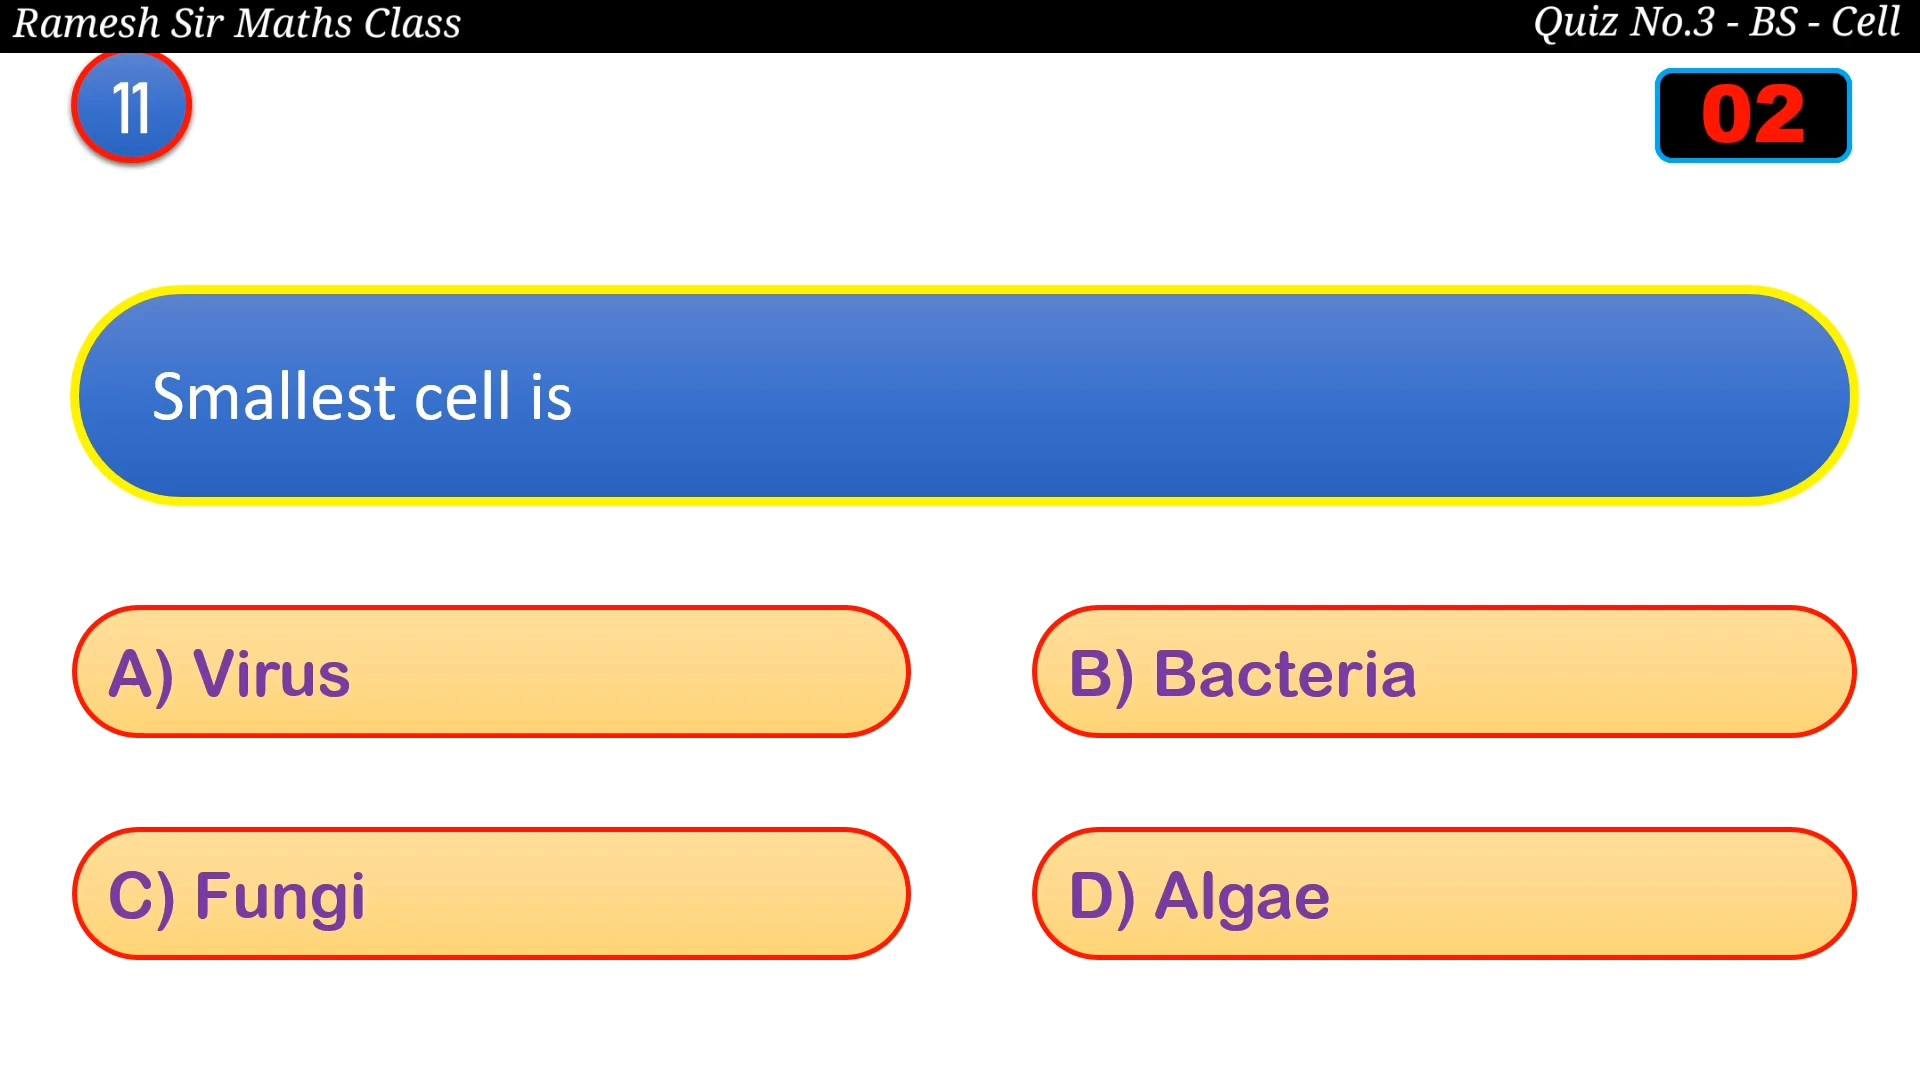 Ramesh Sir Maths Class
Quiz No.3 - BS - Cell
11
02
Smallest cell is
A) Virus
B) Bacteria
C) Fungi
D) Algae